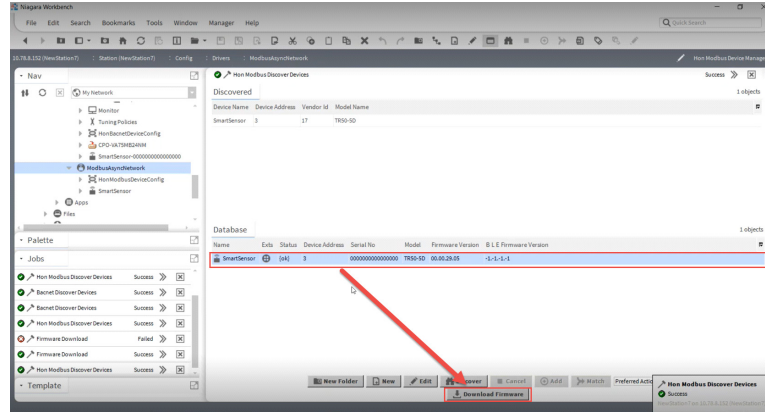 Niagara Workbench
File Edit Search Bookmarks Tools Window Manager Help
Quick Search
10.78.8.152 (NewStation7) : Station (NewStation7) : Config : Drivers : ModbusAsyncNetwork Hon Modbus Device Manager
Nav
My Network
Monitor
Tuning Policies
HonBacnetDeviceConfig
CPO-VA75MB24NM
SmartSensor-0000000000000000
ModbusAsyncNetwork
HonModbusDeviceConfig
SmartSensor
Apps
Files
Palette
Jobs
Hon Modbus Discover Devices Success
Bacnet Discover Devices Success
Bacnet Discover Devices Success
Hon Modbus Discover Devices Success
Firmware Download Failed
Firmware Download Success
Hon Modbus Discover Devices Success
Template
Hon Modbus Discover Devices Success
Discovered 1 objects
Device Name Device Address Vendor Id Model Name
SmartSensor 3 17 TR50-5D
Database 1 objects
Name Exts Status Device Address Serial No Model Firmware Version B L E Firmware Version
SmartSensor {ok} 3 0000000000000000 TR50-5D 00.00.29.05 -1.-1.-1.-1
New Folder New Edit Discover Cancel Add Match Preferred Actio
Download Firmware
Hon Modbus Discover Devices
Success